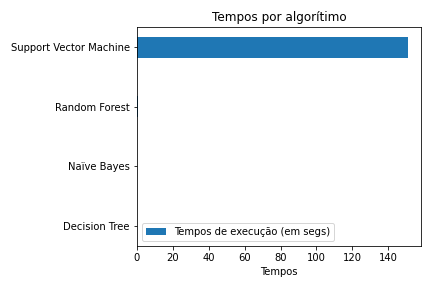 Tempos por algorítimo
Support Vector Machine
Random Forest
Naïve Bayes
Decision Tree
Tempos de execução (em segs)
0 20 40 60 80 100 120 140
Tempos